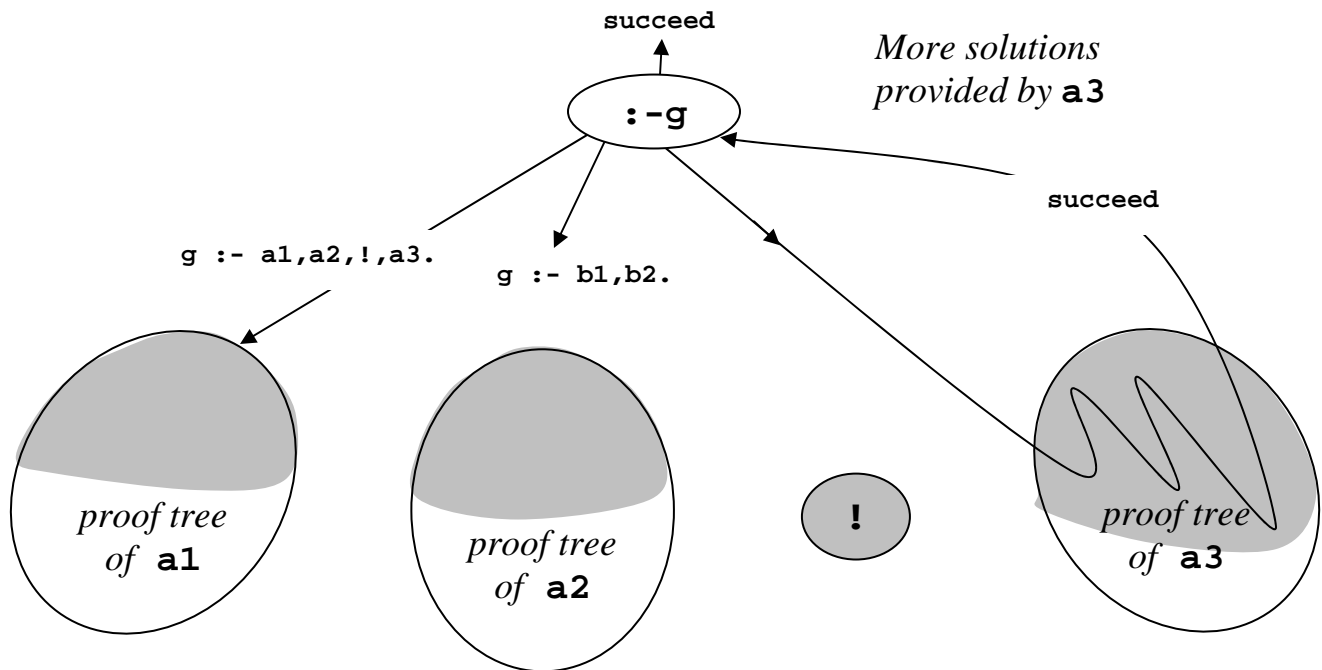 succeed
More solutions
provided by a3
:-g
succeed
g :- a1,a2,!,a3.
g :- b1,b2.
proof tree
of a1
proof tree
of a2
!
proof tree
of a3